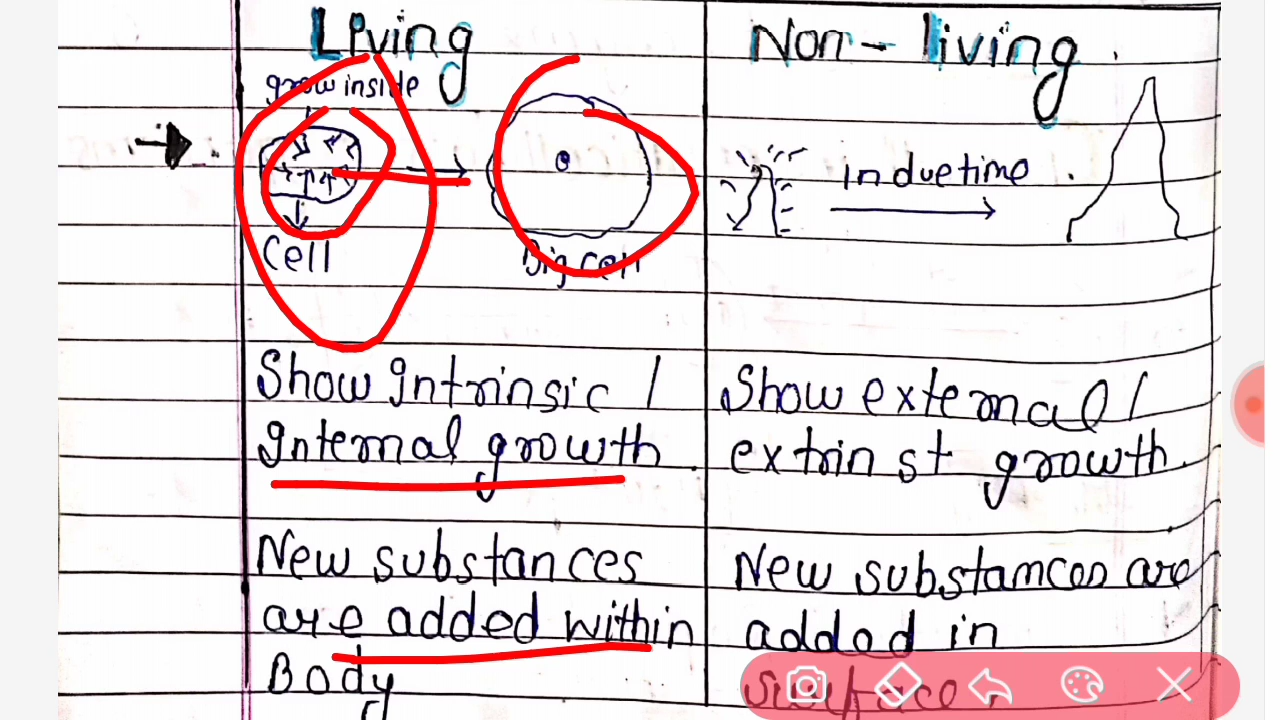 Living
Non-living
grow inside
in due time
Cell
Big cell
Show intrinsic /
internal growth.
Show external /
extrinst growth.
New substances
are added within
Body
New substances are
added in
surface.